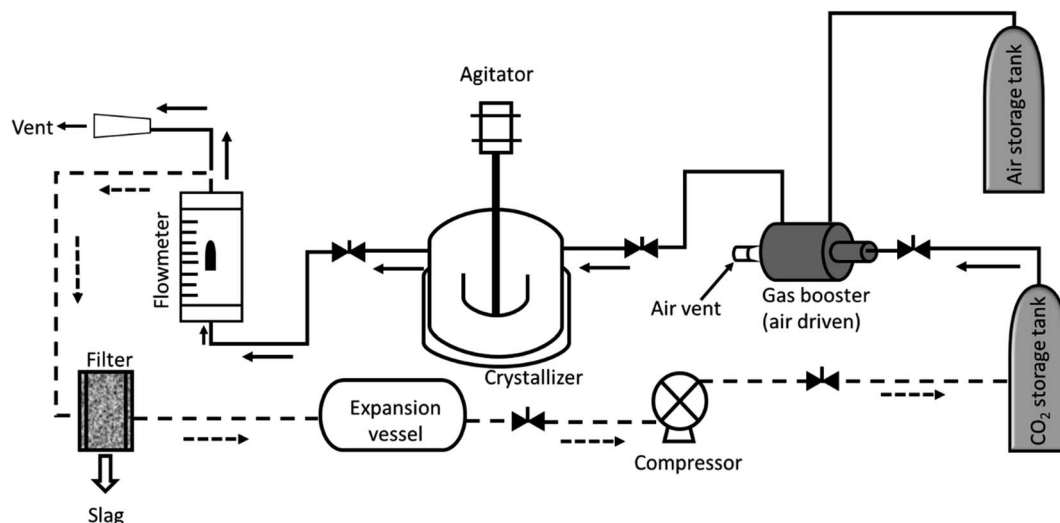 Agitator
Air storage tank
Vent
Flowmeter
Air vent
Gas booster
(air driven)
Filter
Crystallizer
Expansion
vessel
CO₂ storage tank
Compressor
Slag